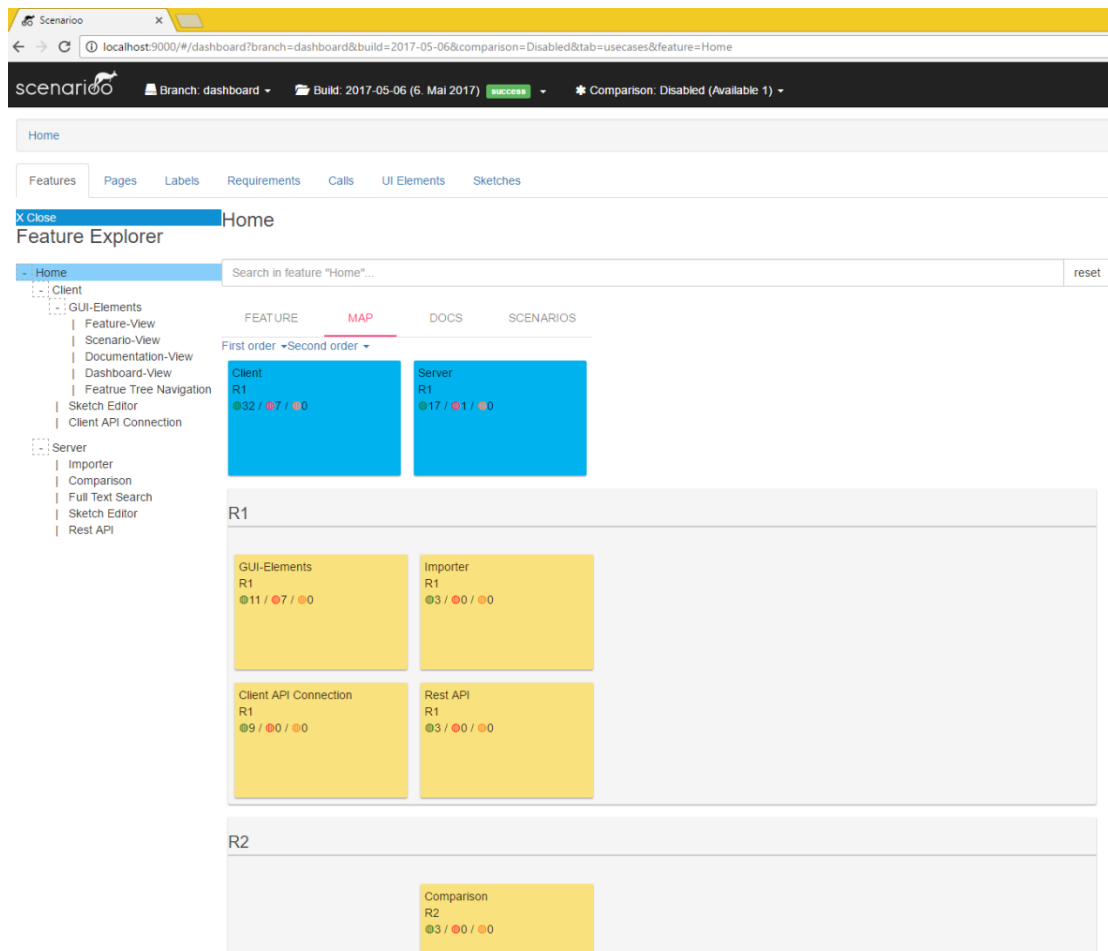 Scenarioo
localhost:9000/#/dashboard?branch=dashboard&build=2017-05-06&comparison=Disabled&tab=usecases&feature=Home
scenarioo Branch: dashboard Build: 2017-05-06 (6. Mai 2017) success Comparison: Disabled (Available 1)
Home
Features Pages Labels Requirements Calls UI Elements Sketches
X Close
Feature Explorer
- Home
- Client
- GUI-Elements
| Feature-View
| Scenario-View
| Documentation-View
| Dashboard-View
| Featrue Tree Navigation
| Sketch Editor
| Client API Connection
- Server
| Importer
| Comparison
| Full Text Search
| Sketch Editor
| Rest API
Home
Search in feature "Home"... reset
FEATURE MAP DOCS SCENARIOS
First order Second order
Client
R1
32 / 7 / 0
Server
R1
17 / 1 / 0
R1
GUI-Elements
R1
11 / 7 / 0
Importer
R1
3 / 0 / 0
Client API Connection
R1
9 / 0 / 0
Rest API
R1
3 / 0 / 0
R2
Comparison
R2
3 / 0 / 0